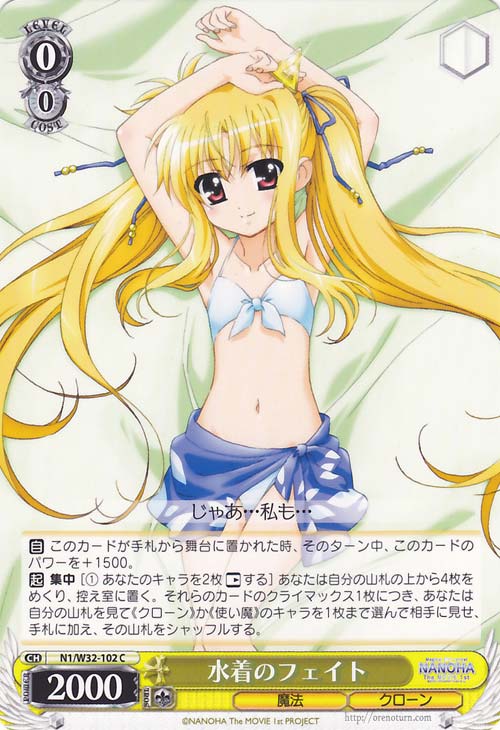 LEVEL
0
0
COST
じゃあ…私も…
自 このカードが手札から舞台に置かれた時、そのターン中、このカードの
パワーを＋1500。
起 集中 [① あなたのキャラを2枚 する] あなたは自分の山札の上から4枚を
めくり、控え室に置く。それらのカードのクライマックス1枚につき、あなたは
自分の山札を見て《クローン》か《使い魔》のキャラを1枚まで選んで相手に見せ、
手札に加え、その山札をシャッフルする。
CH N1/W32-102 C
水着のフェイト
POWER 2000 SOUL
魔法 クローン
NANOHA
The MOVIE 1st
©NANOHA The MOVIE 1st PROJECT
http://orenoturn.com